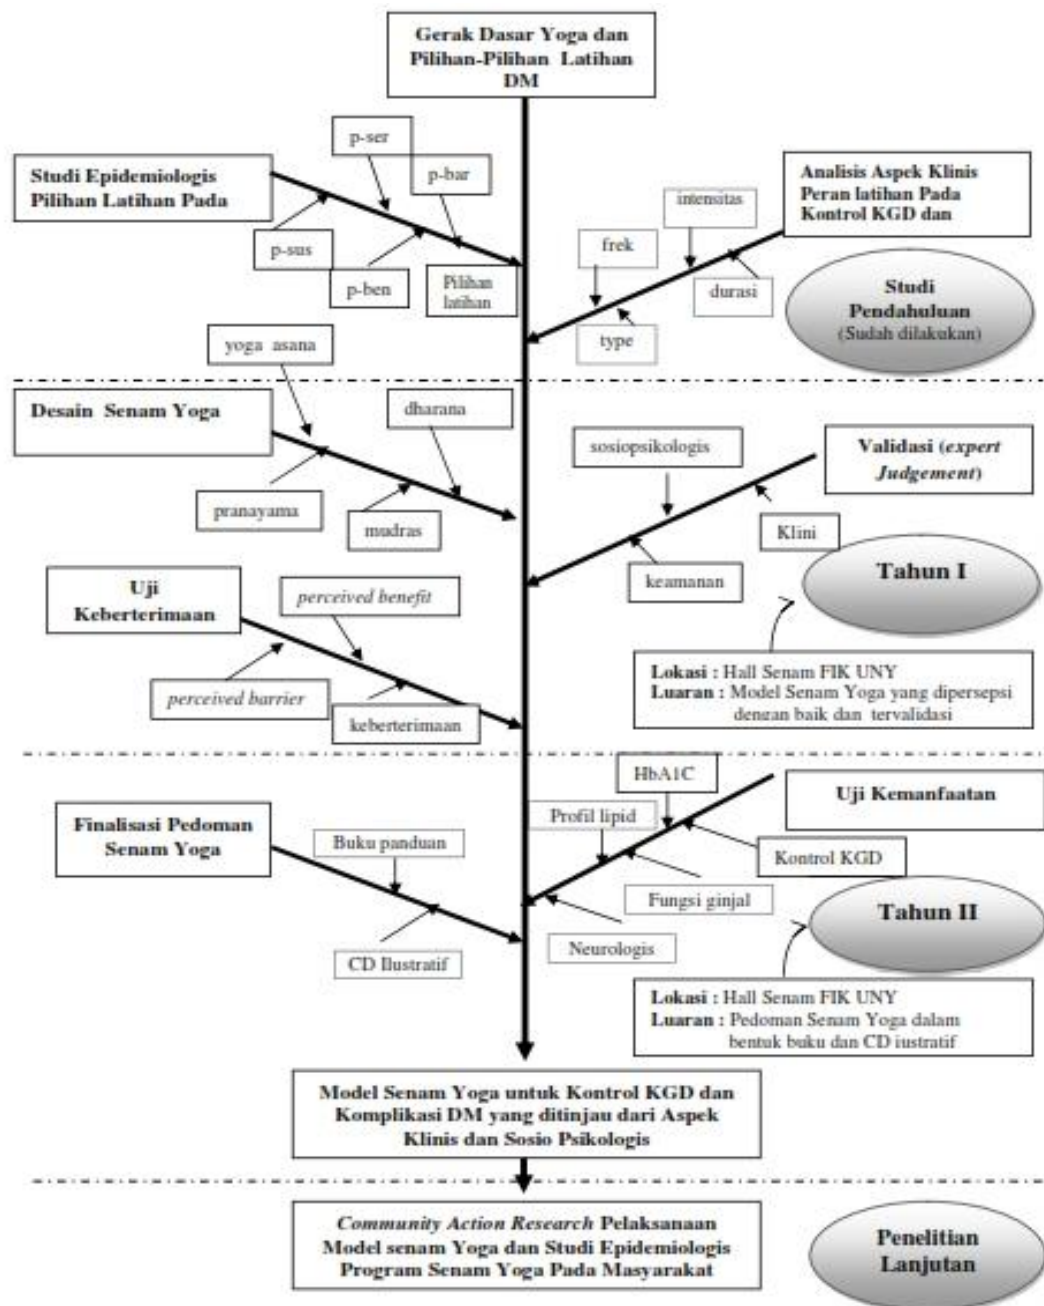 Gerak Dasar Yoga dan
Pilihan-Pilihan Latihan
DM
p-ser
p-bar
Studi Epidemiologis
Pilihan Latihan Pada
p-sus
p-ben
Pilihan
latihan
Analisis Aspek Klinis
Peran latihan Pada
Kontrol KGD dan
intensitas
frek
durasi
type
Studi
Pendahuluan
(Sudah dilakukan)
yoga asana
Desain Senam Yoga
dharana
pranayama
mudras
sosiopsikologis
Validasi (expert
Judgement)
Klini
keamanan
Tahun I
Uji
Keberterimaan
perceived benefit
perceived barrier
keberterimaan
Lokasi : Hall Senam FIK UNY
Luaran : Model Senam Yoga yang dipersepsi
dengan baik dan tervalidasi
HbA1C
Uji Kemanfaatan
Profil lipid
Kontrol KGD
Fungsi ginjal
Neurologis
Finalisasi Pedoman
Senam Yoga
Buku panduan
CD Ilustratif
Tahun II
Lokasi : Hall Senam FIK UNY
Luaran : Pedoman Senam Yoga dalam
bentuk buku dan CD iustratif
Model Senam Yoga untuk Kontrol KGD dan
Komplikasi DM yang ditinjau dari Aspek
Klinis dan Sosio Psikologis
Community Action Research Pelaksanaan
Model senam Yoga dan Studi Epidemiologis
Program Senam Yoga Pada Masyarakat
Penelitian
Lanjutan